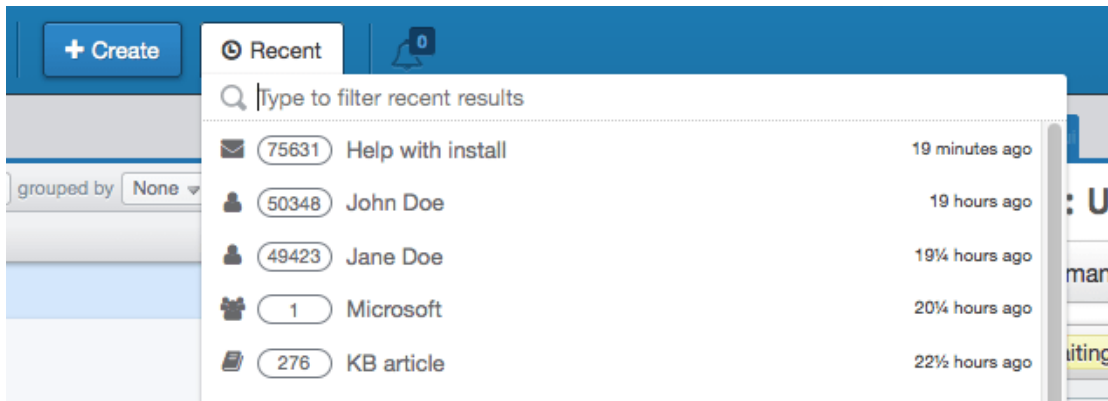 Create
Recent
0
Type to filter recent results
75631 Help with install 19 minutes ago
grouped by None
50348 John Doe 19 hours ago
: U
49423 Jane Doe 19¼ hours ago
1 Microsoft 20¼ hours ago
276 KB article 22½ hours ago